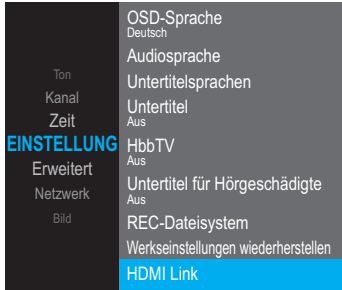 Ton
Kanal
Zeit
EINSTELLUNG
Erweitert
Netzwerk
Bild
OSD-Sprache
Deutsch
Audiosprache
Untertitelsprachen
Untertitel
Aus
HbbTV
Aus
Untertitel für Hörgeschädigte
Aus
REC-Dateisystem
Werkseinstellungen wiederherstellen
HDMI Link